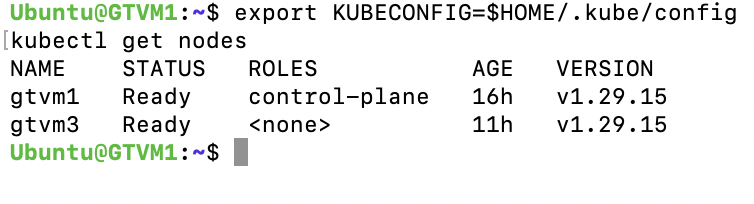 Ubuntu@GTVM1:~$ export KUBECONFIG=$HOME/.kube/config
[kubectl get nodes
NAME STATUS ROLES AGE VERSION
gtvm1 Ready control-plane 16h v1.29.15
gtvm3 Ready <none> 11h v1.29.15
Ubuntu@GTVM1:~$